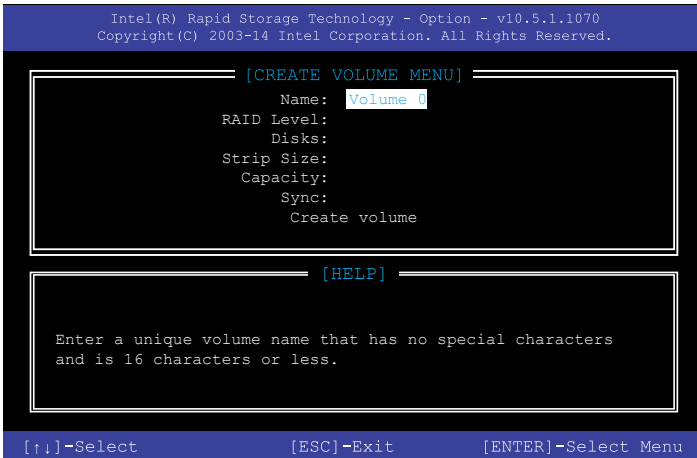 Intel(R) Rapid Storage Technology - Option - v10.5.1.1070
Copyright(C) 2003-14 Intel Corporation. All Rights Reserved.
[CREATE VOLUME MENU]
Name: Volume 0
RAID Level:
Disks:
Strip Size:
Capacity:
Sync:
Create volume
[HELP]
Enter a unique volume name that has no special characters
and is 16 characters or less.
[↑↓]-Select [ESC]-Exit [ENTER]-Select Menu